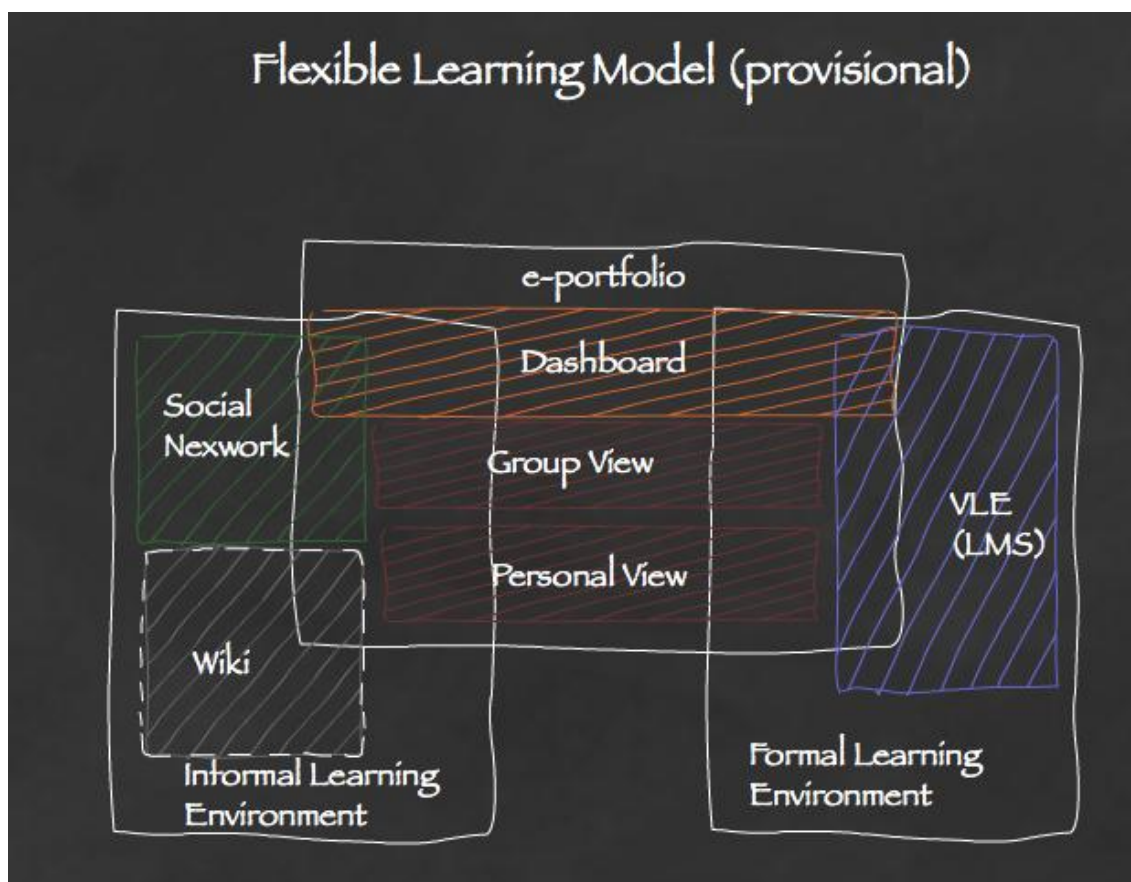 Flexible Learning Model (provisional)
e-portfolio
Dashboard
Social
Nexwork
Group View
VLE
(LMS)
Personal View
Wiki
Informal Learning
Environment
Formal Learning
Environment